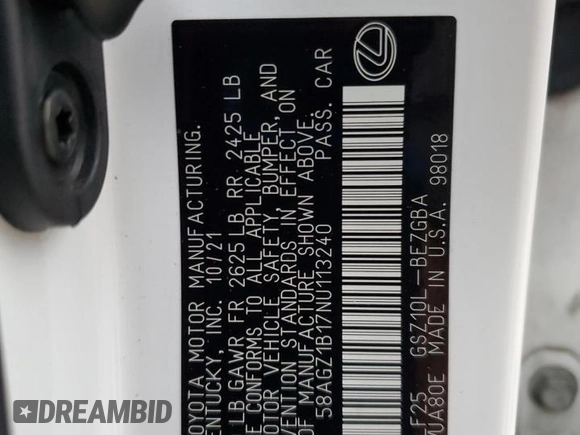 TOYOTA MOTOR MANUFACTURING.
KENTUCKY, INC. 10/21
LB GAWR FR 2625 LB RR 2425 LB
CONFORMS TO ALL APPLICABLE
MOTOR VEHICLE SAFETY, BUMPER, AND
STANDARDS IN EFFECT ON
OF MANUFACTURE SHOWN ABOVE.
58AGZ1B17NU113240 PASS. CAR
F25 GSZ10L-BEZGBA
UA80E MADE IN U.S.A. 98018
DREAMBID